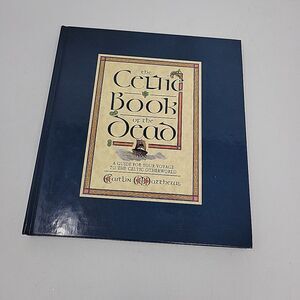 the
Celtic
Book
of the
Dead
A GUIDE FOR YOUR VOYAGE
TO THE CELTIC OTHERWORLD
Caitlín Matthews